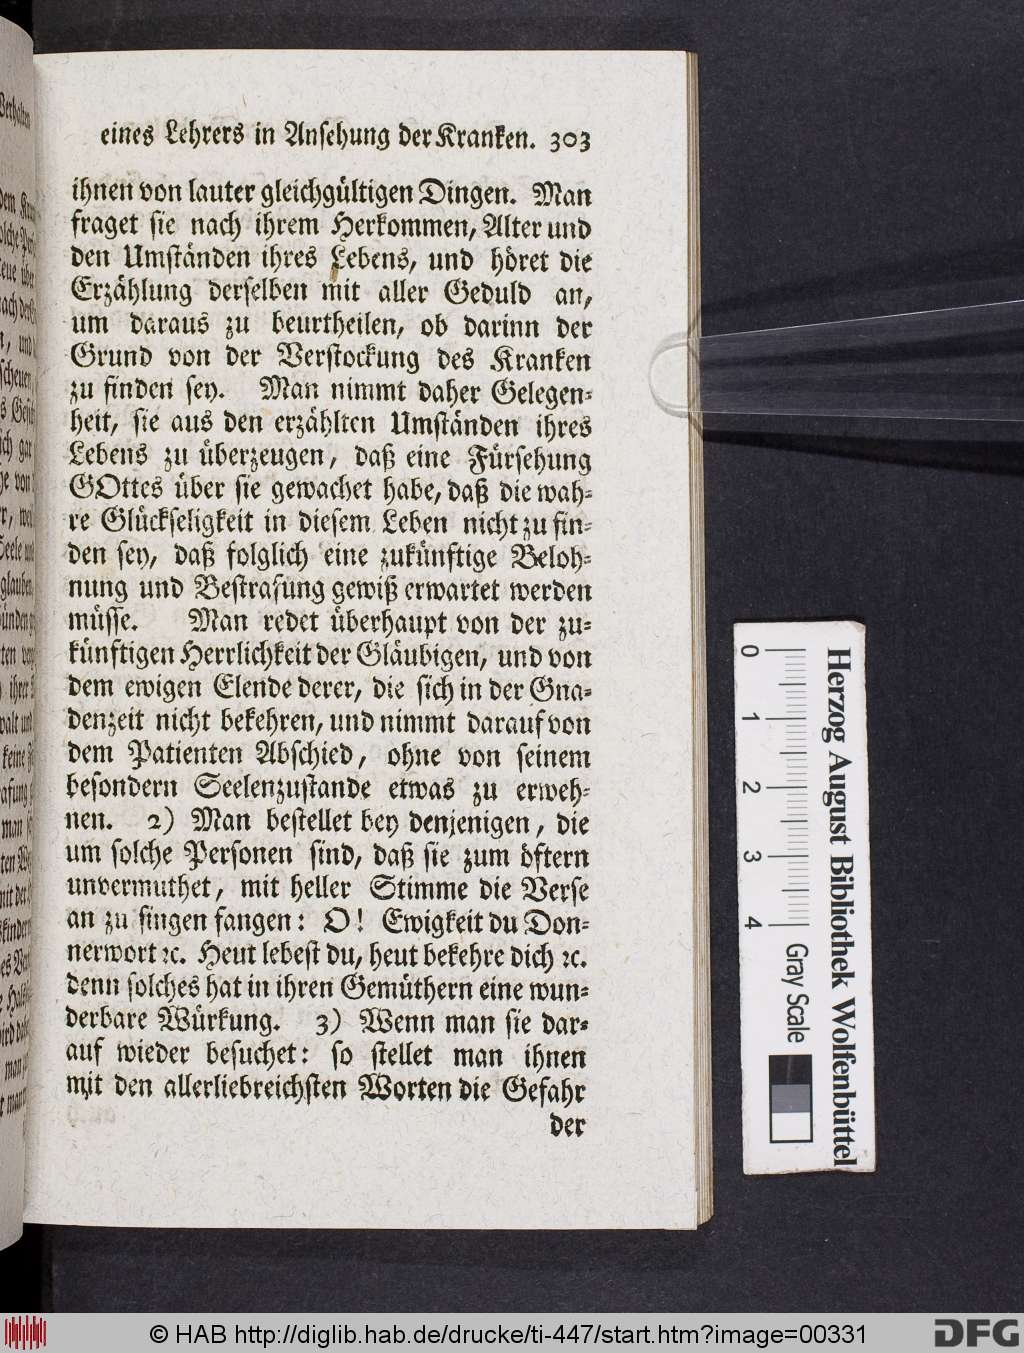 eines Lehrers in Ansehung der Kranken. 303
ihnen von lauter gleichgültigen Dingen. Man
fraget sie nach ihrem Herkommen, Alter und
den Umständen ihres Lebens, und höret die
Erzählung derselben mit aller Geduld an,
um daraus zu beurtheilen, ob darinn der
Grund von der Verstockung des Kranken
zu finden sey. Man nimmt daher Gelegen-
heit, sie aus den erzählten Umständen ihres
Lebens zu überzeugen, daß eine Fürsehung
GOttes über sie gewachet habe, daß die wah-
re Glückseligkeit in diesem Leben nicht zu fin-
den sey, daß folglich eine zukünftige Beloh-
nung und Bestrafung gewiß erwartet werden
müsse. Man redet überhaupt von der zu-
künftigen Herrlichkeit der Gläubigen, und von
dem ewigen Elende derer, die sich in der Gna-
denzeit nicht bekehren, und nimmt darauf von
dem Patienten Abschied, ohne von seinem
besondern Seelenzustande etwas zu erweh-
nen. 2) Man bestellet bey denjenigen, die
um solche Personen sind, daß sie zum öftern
unvermuthet, mit heller Stimme die Verse
an zu singen fangen: O! Ewigkeit du Don-
nerwort ꝛc. Heut lebest du, heut bekehre dich ꝛc.
denn solches hat in ihren Gemüthern eine wun-
derbare Würkung. 3) Wenn man sie dar-
auf wieder besuchet: so stellet man ihnen
mit den allerliebreichsten Worten die Gefahr
der
0 1 2 3 4 Gray Scale
Herzog August Bibliothek Wolfenbüttel
© HAB http://diglib.hab.de/drucke/ti-447/start.htm?image=00331
DFG